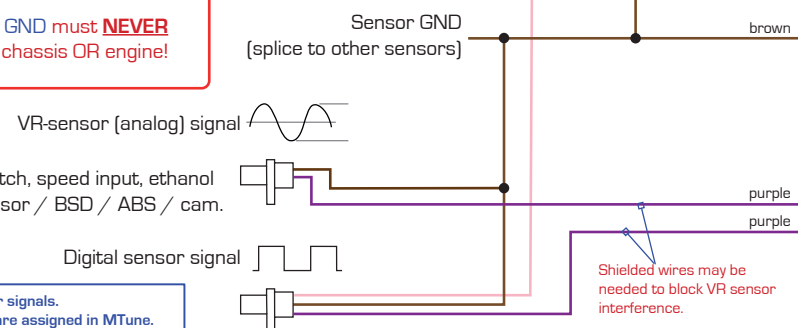 GND must NEVER
chassis OR engine!
Sensor GND
(splice to other sensors)
brown
VR-sensor (analog) signal
tch, speed input, ethanol
sor / BSD / ABS / cam.
purple
purple
Digital sensor signal
Shielded wires may be
needed to block VR sensor
interference.
r signals.
are assigned in MTune.